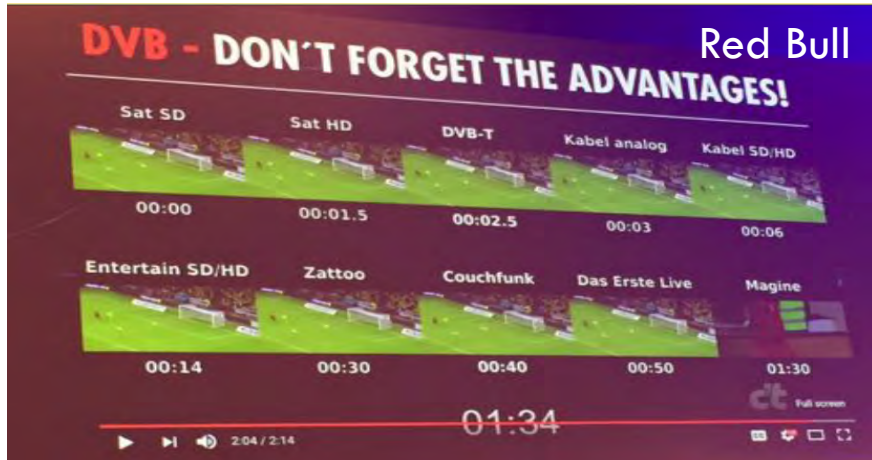 Red Bull
DVB - DON´T FORGET THE ADVANTAGES!
Sat SD Sat HD DVB-T Kabel analog Kabel SD/HD
00:00 00:01.5 00:02.5 00:03 00:06
Entertain SD/HD Zattoo Couchfunk Das Erste Live Magine
00:14 00:30 00:40 00:50 01:30
c't
Full screen
01:34
2:04 / 2:14